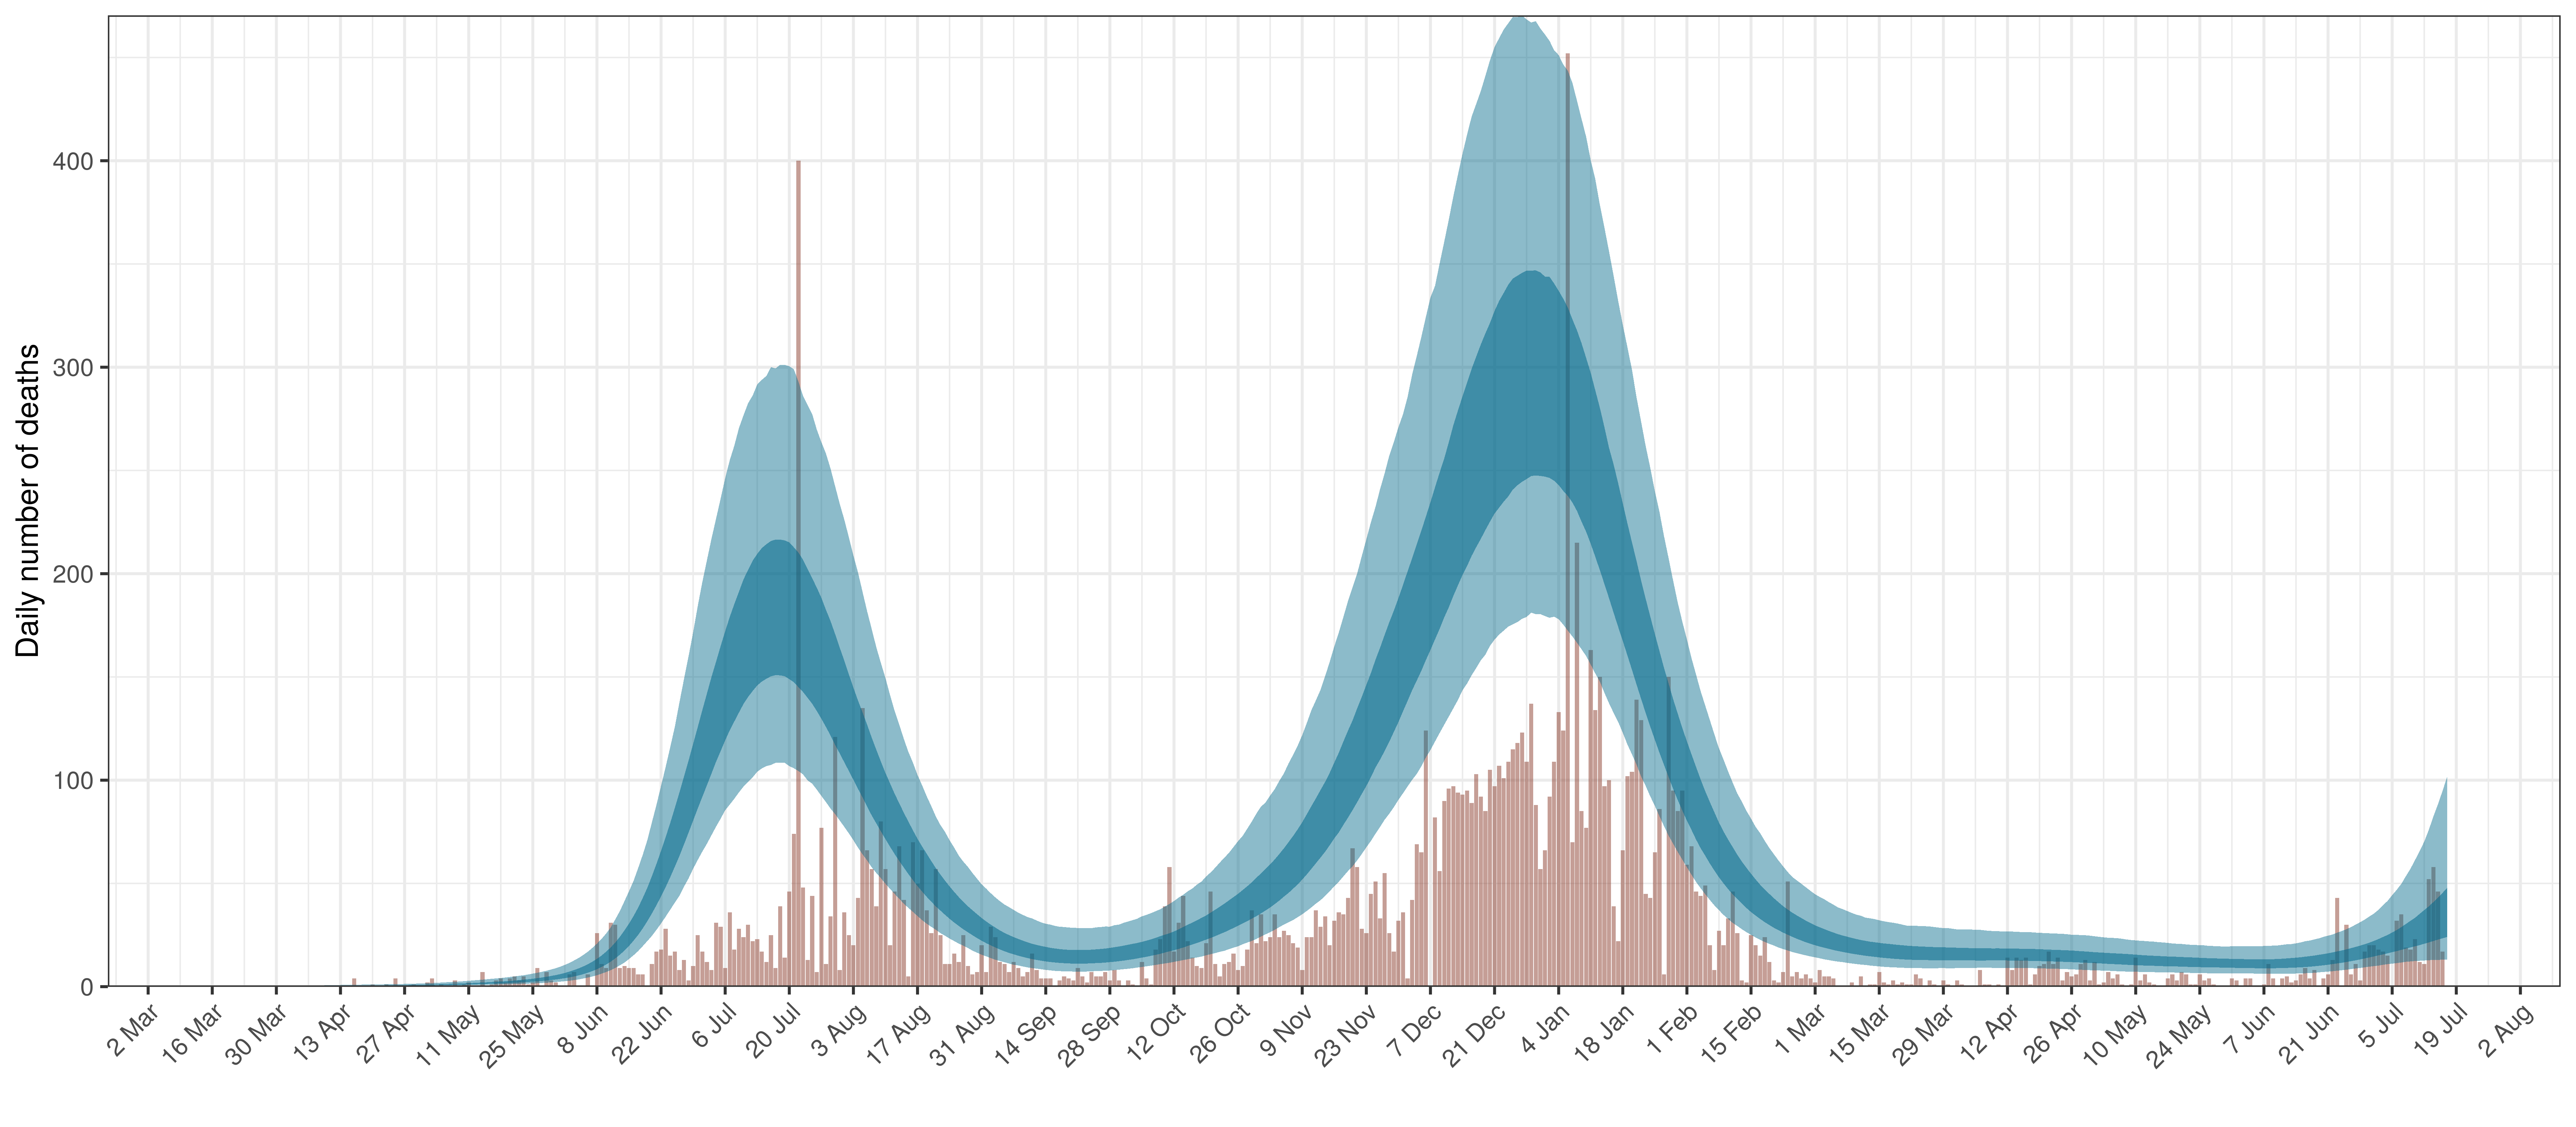 Daily number of deaths
400
300
200
100
0
2 Mar
16 Mar
30 Mar
13 Apr
27 Apr
11 May
25 May
8 Jun
22 Jun
6 Jul
20 Jul
3 Aug
17 Aug
31 Aug
14 Sep
28 Sep
12 Oct
26 Oct
9 Nov
23 Nov
7 Dec
21 Dec
4 Jan
18 Jan
1 Feb
15 Feb
1 Mar
15 Mar
29 Mar
12 Apr
26 Apr
10 May
24 May
7 Jun
21 Jun
5 Jul
19 Jul
2 Aug